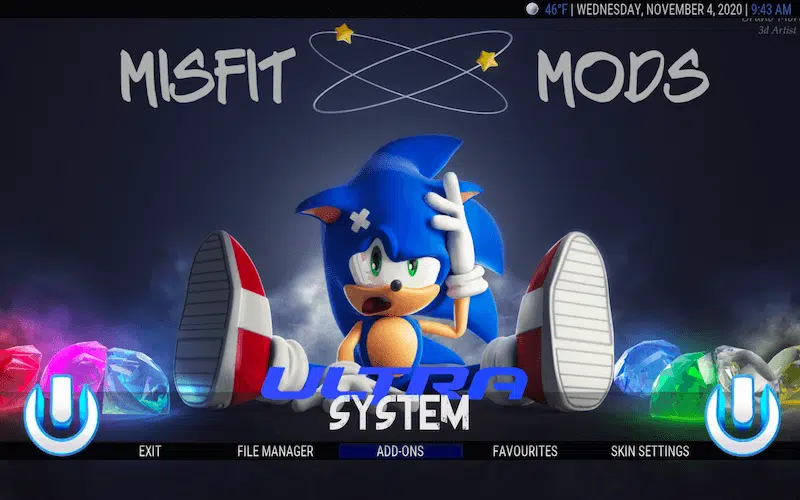 46°F | WEDNESDAY, NOVEMBER 4, 2020 | 9:43 AM
3d Artist
MISFIT MODS
ULTRA
SYSTEM
EXIT FILE MANAGER ADD-ONS FAVOURITES SKIN SETTINGS